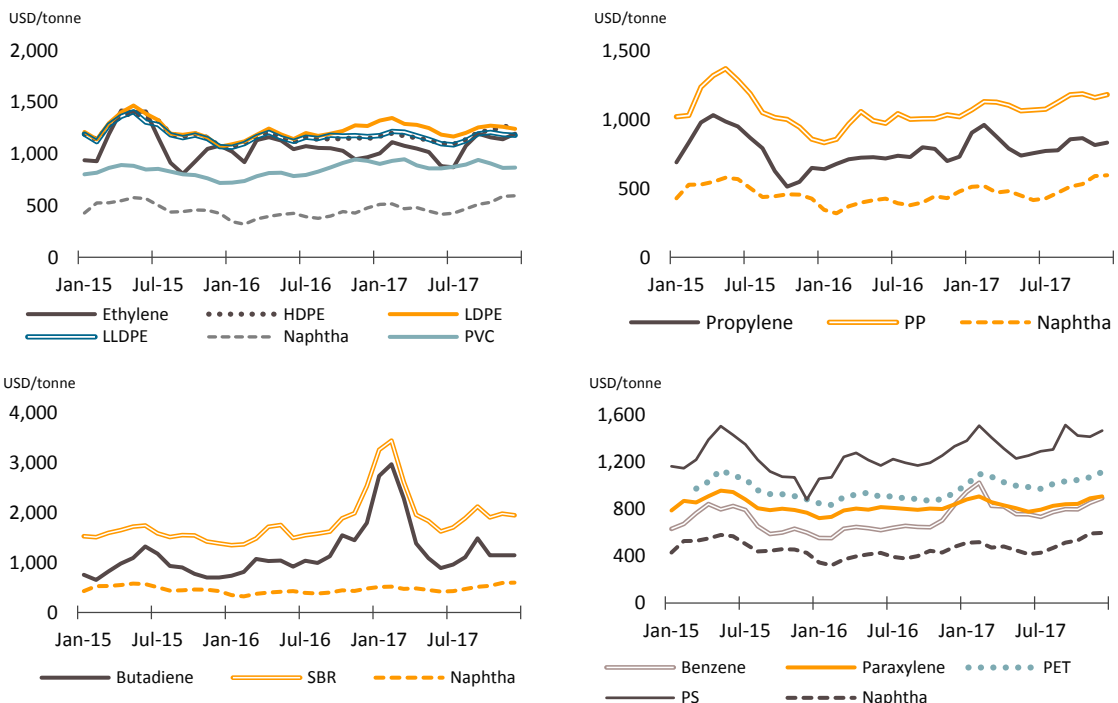 USD/tonne
2,000
1,500
1,000
500
0
Jan-15 Jul-15 Jan-16 Jul-16 Jan-17 Jul-17
Ethylene HDPE LDPE
LLDPE Naphtha PVC
USD/tonne
1,500
1,000
500
0
Jan-15 Jul-15 Jan-16 Jul-16 Jan-17 Jul-17
Propylene PP Naphtha
USD/tonne
4,000
3,000
2,000
1,000
0
Jan-15 Jul-15 Jan-16 Jul-16 Jan-17 Jul-17
Butadiene SBR Naphtha
USD/tonne
1,600
1,200
800
400
0
Jan-15 Jul-15 Jan-16 Jul-16 Jan-17 Jul-17
Benzene Paraxylene PET
PS Naphtha